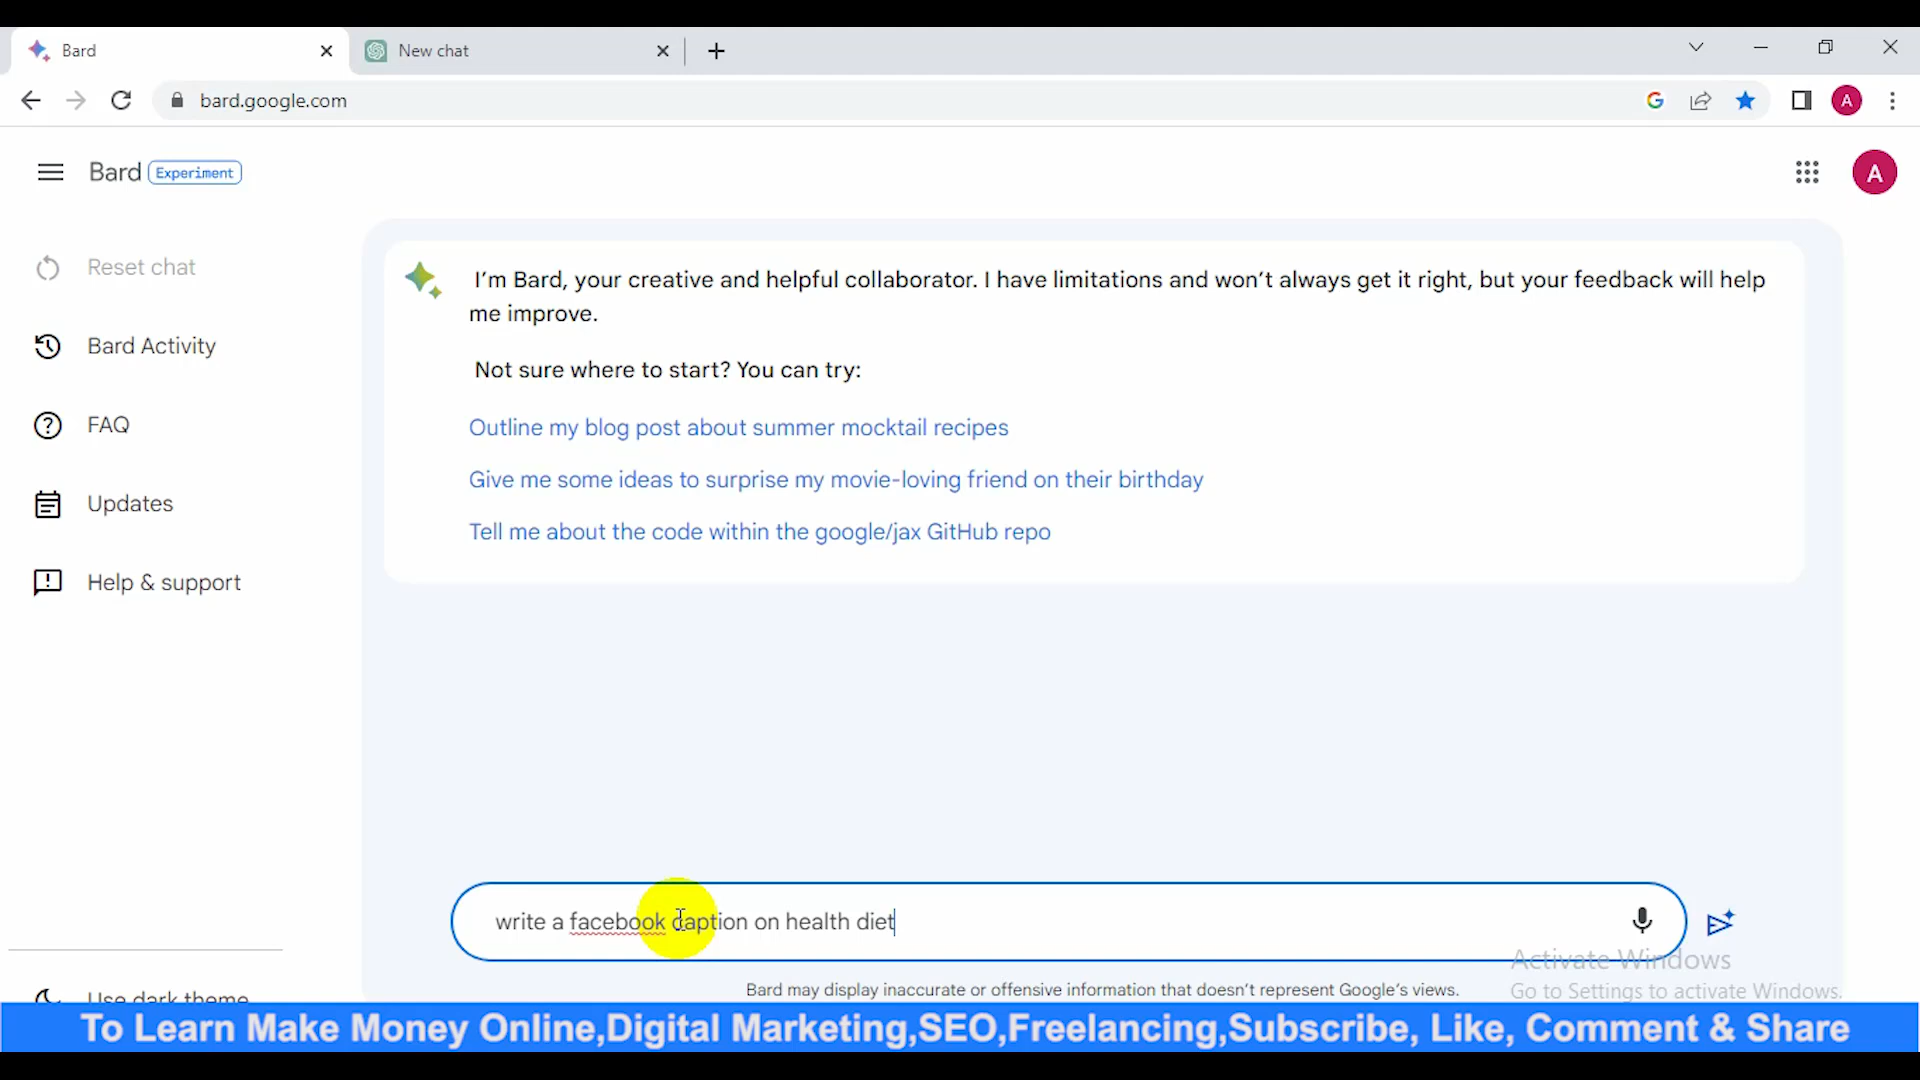 Bard
New chat
bard.google.com
A
Bard Experiment
A
Reset chat
Bard Activity
FAQ
Updates
Help & support
Use dark theme
I'm Bard, your creative and helpful collaborator. I have limitations and won't always get it right, but your feedback will help
me improve.
Not sure where to start? You can try:
Outline my blog post about summer mocktail recipes
Give me some ideas to surprise my movie-loving friend on their birthday
Tell me about the code within the google/jax GitHub repo
write a facebook caption on health diet
Activate Windows
Go to Settings to activate Windows.
Bard may display inaccurate or offensive information that doesn't represent Google's views.
To Learn Make Money Online,Digital Marketing,SEO,Freelancing,Subscribe, Like, Comment & Share